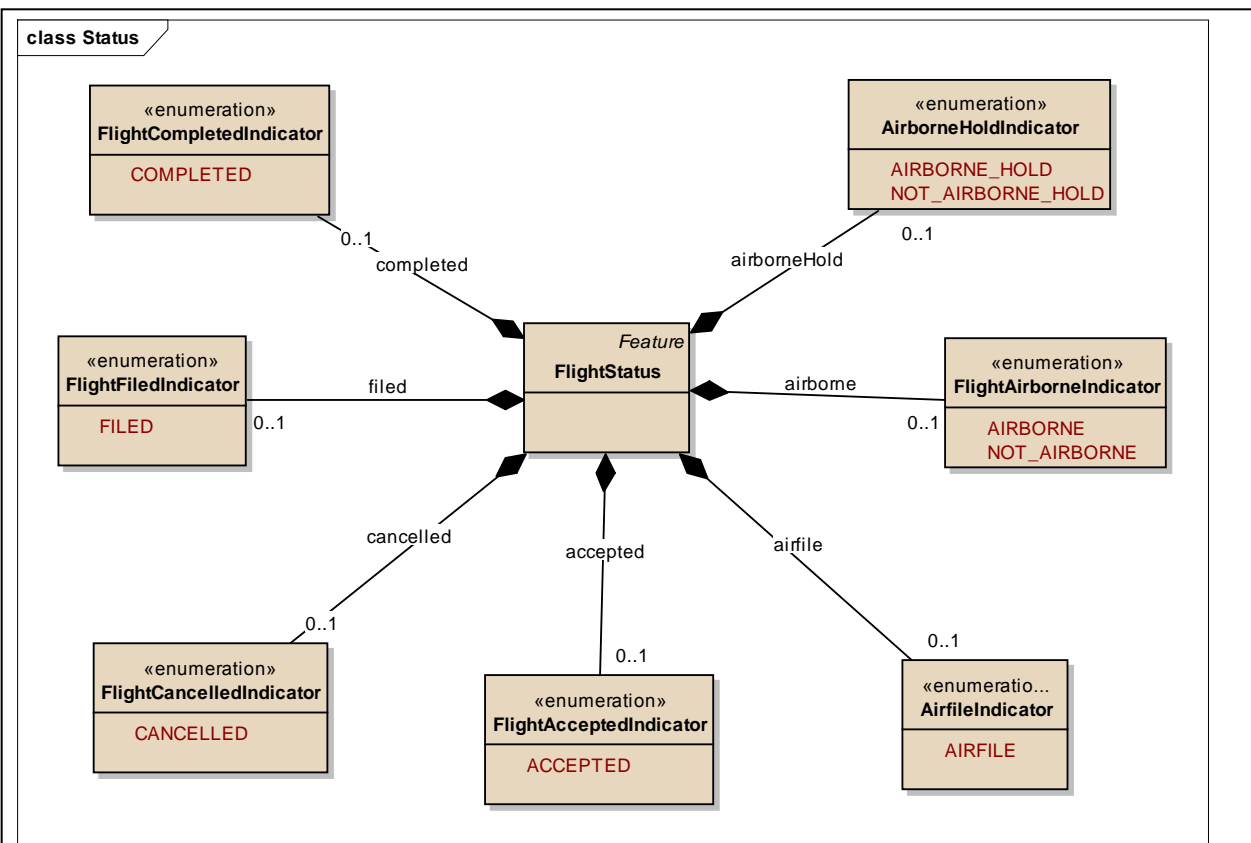 class Status
«enumeration»
FlightCompletedIndicator
COMPLETED
«enumeration»
AirborneHoldIndicator
AIRBORNE_HOLD
NOT_AIRBORNE_HOLD
0..1
completed
0..1
airborneHold
Feature
FlightStatus
«enumeration»
FlightFiledIndicator
FILED
filed
0..1
airborne
0..1
«enumeration»
FlightAirborneIndicator
AIRBORNE
NOT_AIRBORNE
cancelled
0..1
accepted
0..1
airfile
0..1
«enumeration»
FlightCancelledIndicator
CANCELLED
«enumeration»
FlightAcceptedIndicator
ACCEPTED
«enumeratio...
AirfileIndicator
AIRFILE